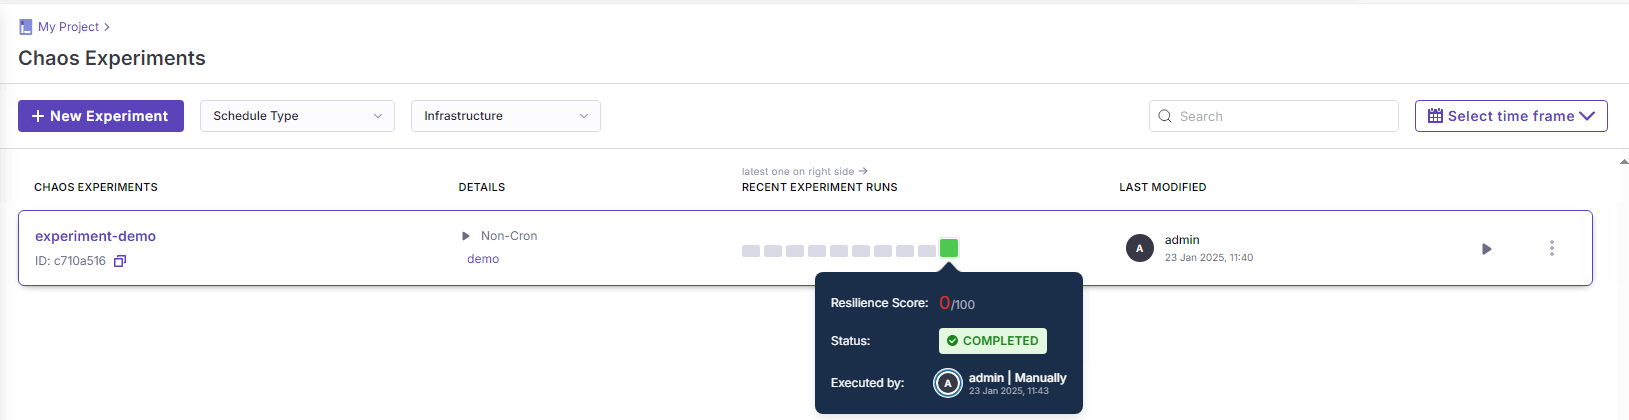 My Project
Chaos Experiments
New Experiment
Schedule Type
Infrastructure
Search
Select time frame
latest one on right side →
CHAOS EXPERIMENTS
DETAILS
RECENT EXPERIMENT RUNS
LAST MODIFIED
experiment-demo
ID: c710a516
Non-Cron
demo
A
admin
23 Jan 2025, 11:40
Resilience Score: 0/100
Status: COMPLETED
Executed by: A admin | Manually
23 Jan 2025, 11:43